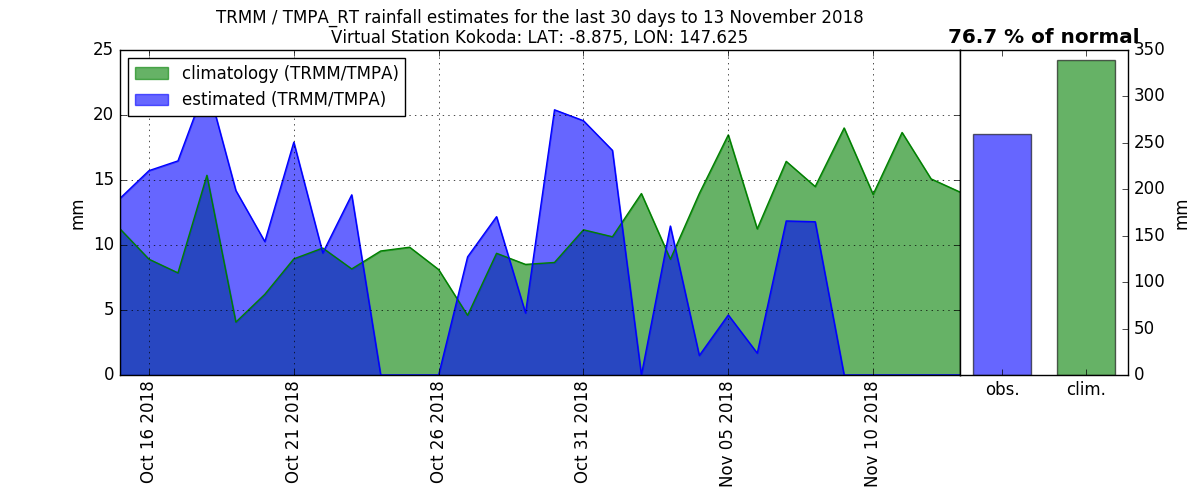 TRMM / TMPA_RT rainfall estimates for the last 30 days to 13 November 2018
Virtual Station Kokoda: LAT: -8.875, LON: 147.625
76.7 % of normal
climatology (TRMM/TMPA)
estimated (TRMM/TMPA)
25
20
15
10
5
0
mm
350
300
250
200
150
100
50
0
mm
obs.
clim.
Oct 16 2018
Oct 21 2018
Oct 26 2018
Oct 31 2018
Nov 05 2018
Nov 10 2018